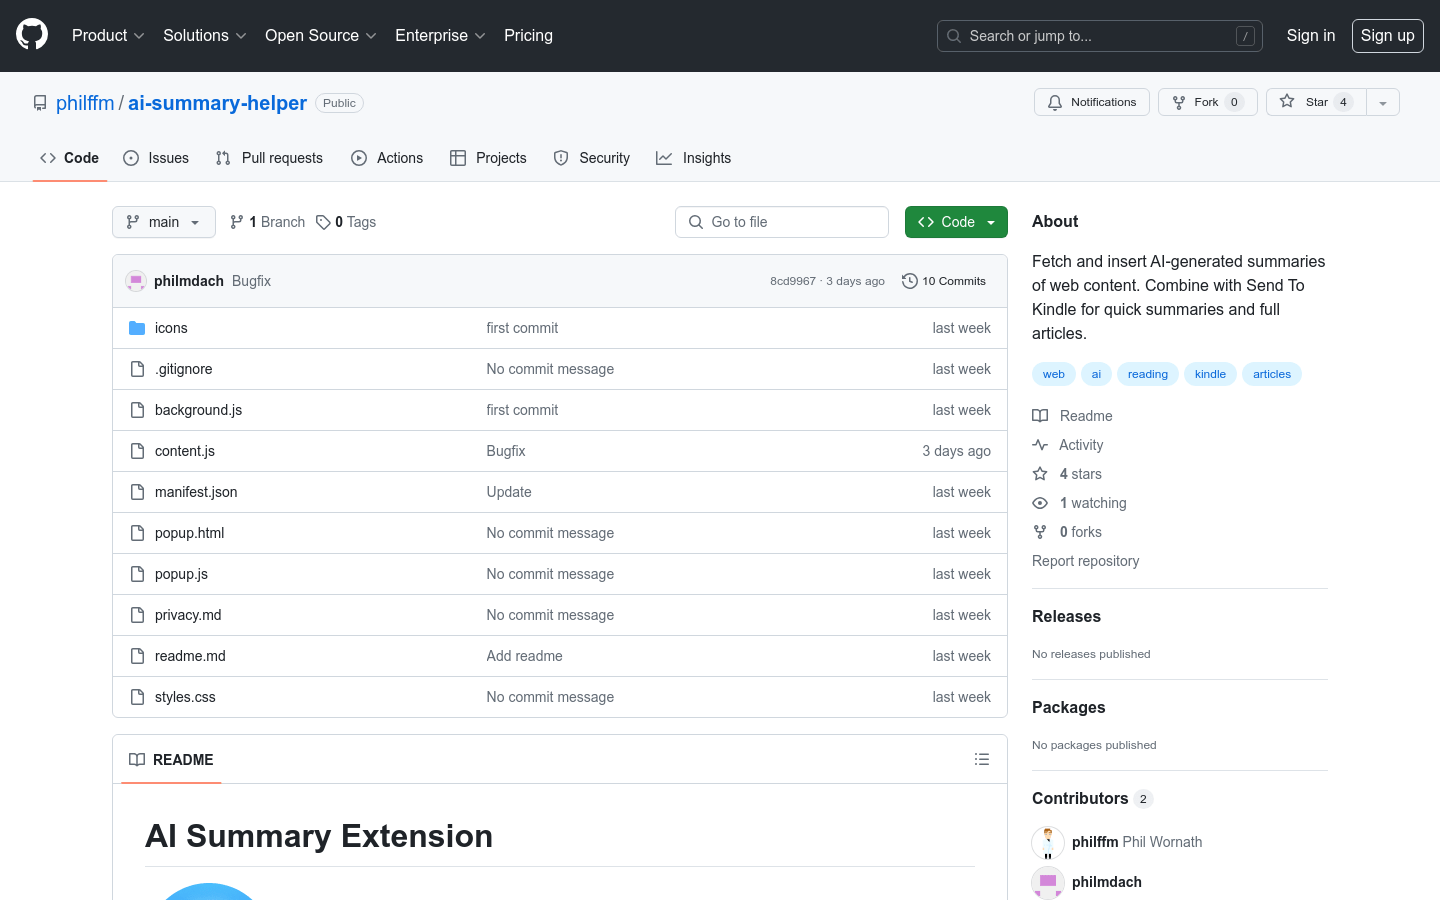 Product
Solutions
Open Source
Enterprise
Pricing
Search or jump to...
/
Sign in
Sign up
philffm / ai-summary-helper
Public
Notifications
Fork 0
Star 4
Code
Issues
Pull requests
Actions
Projects
Security
Insights
main
1 Branch
0 Tags
Go to file
Code
philmdach Bugfix
8cd9967 · 3 days ago
10 Commits
icons first commit last week
.gitignore No commit message last week
background.js first commit last week
content.js Bugfix 3 days ago
manifest.json Update last week
popup.html No commit message last week
popup.js No commit message last week
privacy.md No commit message last week
readme.md Add readme last week
styles.css No commit message last week
README
AI Summary Extension
About
Fetch and insert AI-generated summaries
of web content. Combine with Send To
Kindle for quick summaries and full
articles.
web ai reading kindle articles
Readme
Activity
4 stars
1 watching
0 forks
Report repository
Releases
No releases published
Packages
No packages published
Contributors 2
philffm Phil Wornath
philmdach